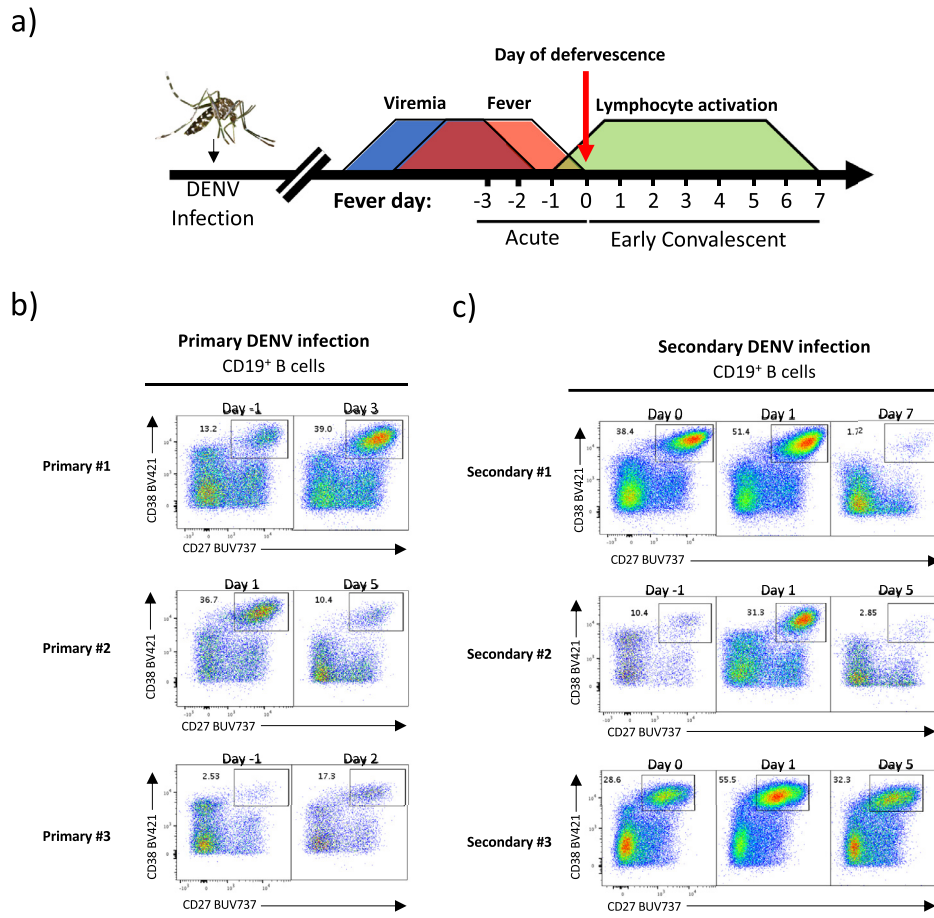 a)
Day of defervescence
Viremia
Fever
Lymphocyte activation
DENV
Infection
Fever day:
-3 -2 -1 0 1 2 3 4 5 6 7
Acute
Early Convalescent
b)
Primary DENV infection
CD19+ B cells
Day -1
Day 3
Primary #1
CD38 BV421
13.2
39.0
CD27 BUV737
Day 1
Day 5
Primary #2
CD38 BV421
36.7
10.4
CD27 BUV737
Day -1
Day 2
Primary #3
CD38 BV421
2.53
17.3
CD27 BUV737
c)
Secondary DENV infection
CD19+ B cells
Day 0
Day 1
Day 7
Secondary #1
CD38 BV421
38.4
51.4
1.72
CD27 BUV737
Day -1
Day 1
Day 5
Secondary #2
CD38 BV421
10.4
31.3
2.85
CD27 BUV737
Day 0
Day 1
Day 5
Secondary #3
CD38 BV421
28.6
55.5
32.3
CD27 BUV737